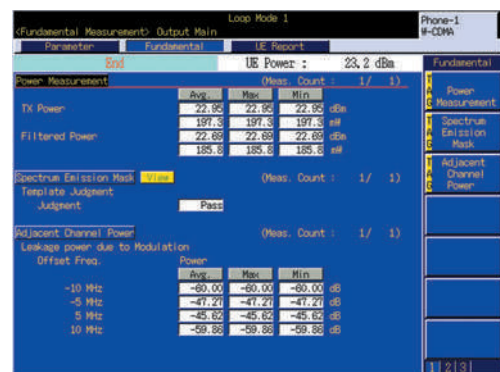 Loop Mode 1
<Fundamental Measurement> Output Main
Phone-1
W-CDMA
Parameter Fundamental UE Report
End UE Power : 23.2 dBm
Fundamental
Power Measurement (Meas. Count : 1/ 1)
Avg. Max Min
TX Power 22.95 22.95 22.95 dBm
197.3 197.3 197.3 mW
Filtered Power 22.69 22.69 22.69 dBm
185.8 185.8 185.8 mW
Spectrum Emission Mask View (Meas. Count : 1/ 1)
Template Judgment
Judgment Pass
Adjacent Channel Power (Meas. Count : 1/ 1)
Leakage power due to Modulation
Offset Freq. Power
Avg. Max Min
-10 MHz -60.00 -60.00 -60.00 dB
-5 MHz -47.27 -47.27 -47.27 dB
5 MHz -45.62 -45.62 -45.62 dB
10 MHz -59.86 -59.86 -59.86 dB
TAG Power Measurement
TAG Spectrum Emission Mask
TAG Adjacent Channel Power
1 2 3